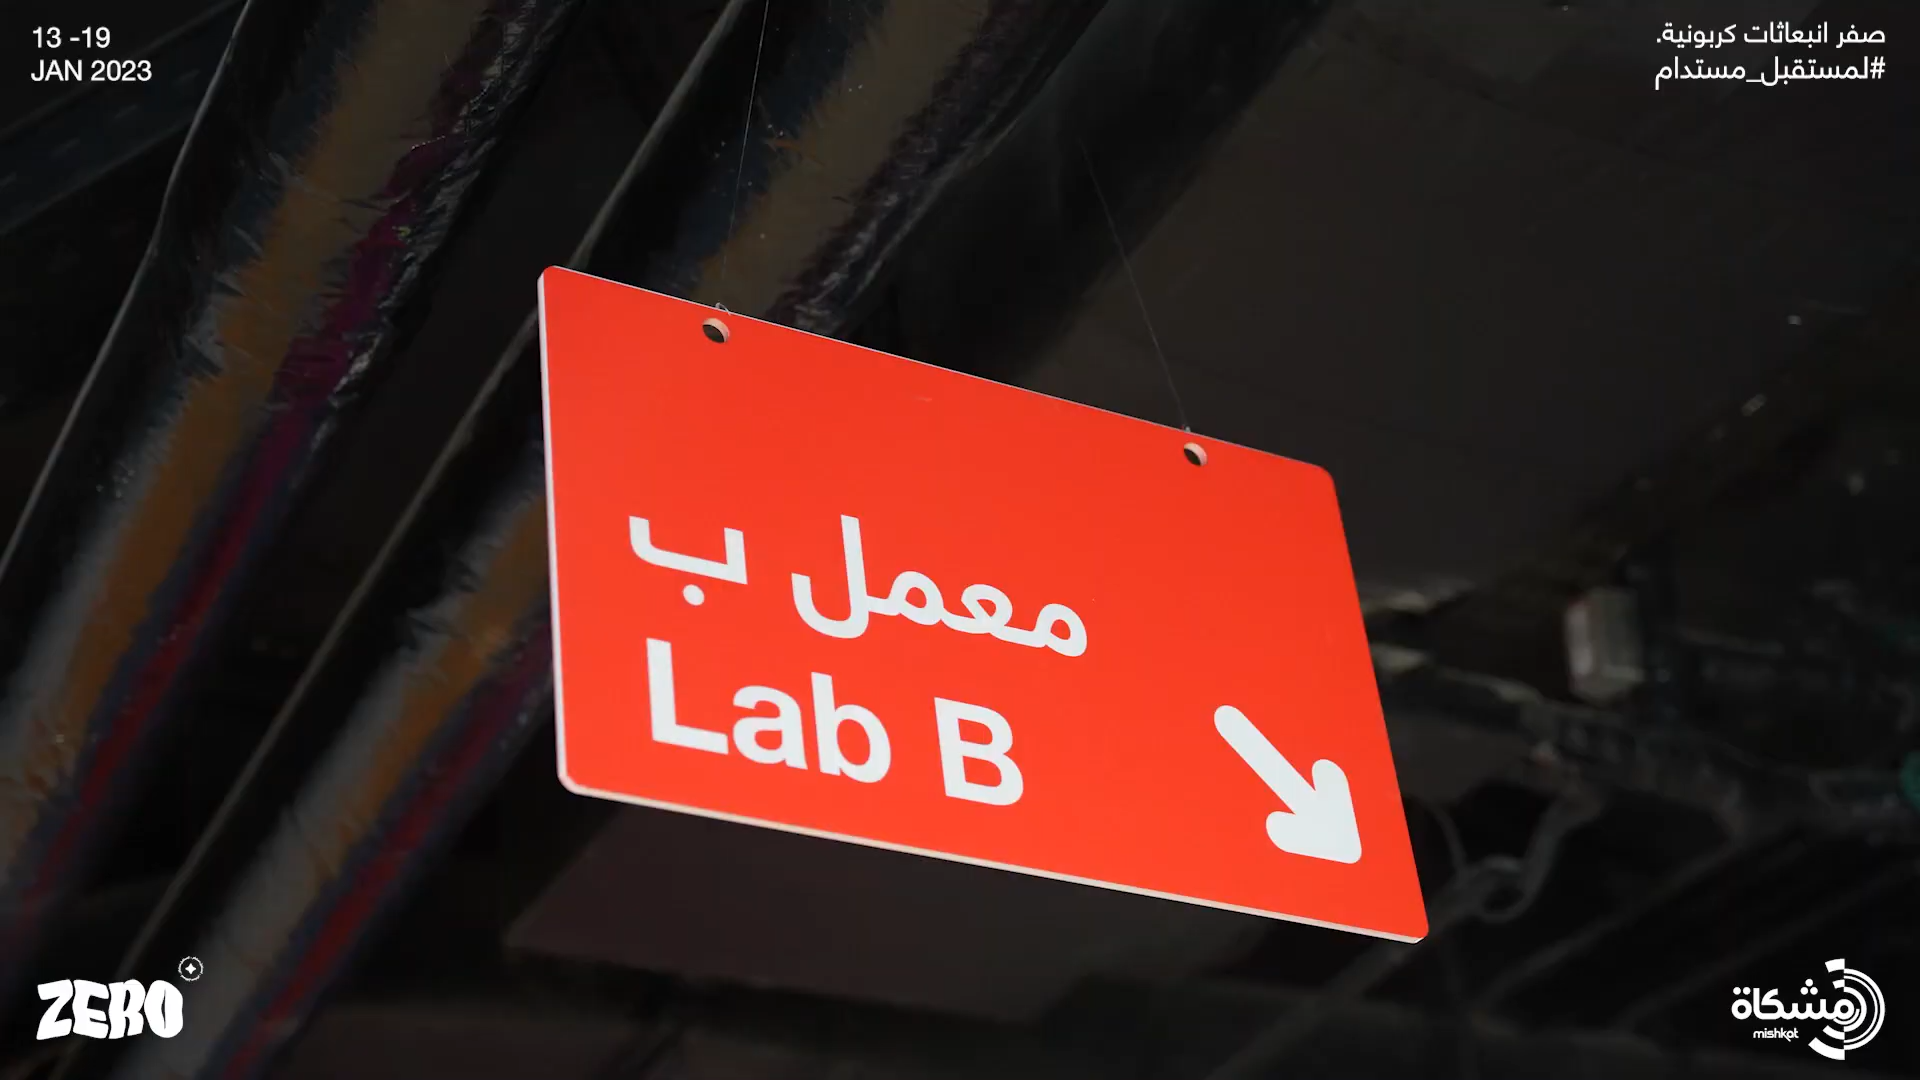 13 -19
JAN 2023
صفر انبعاثات كربونية.
#لمستقبل_مستدام
معمل ب
Lab B
ZERO
مشكاة
mishkat